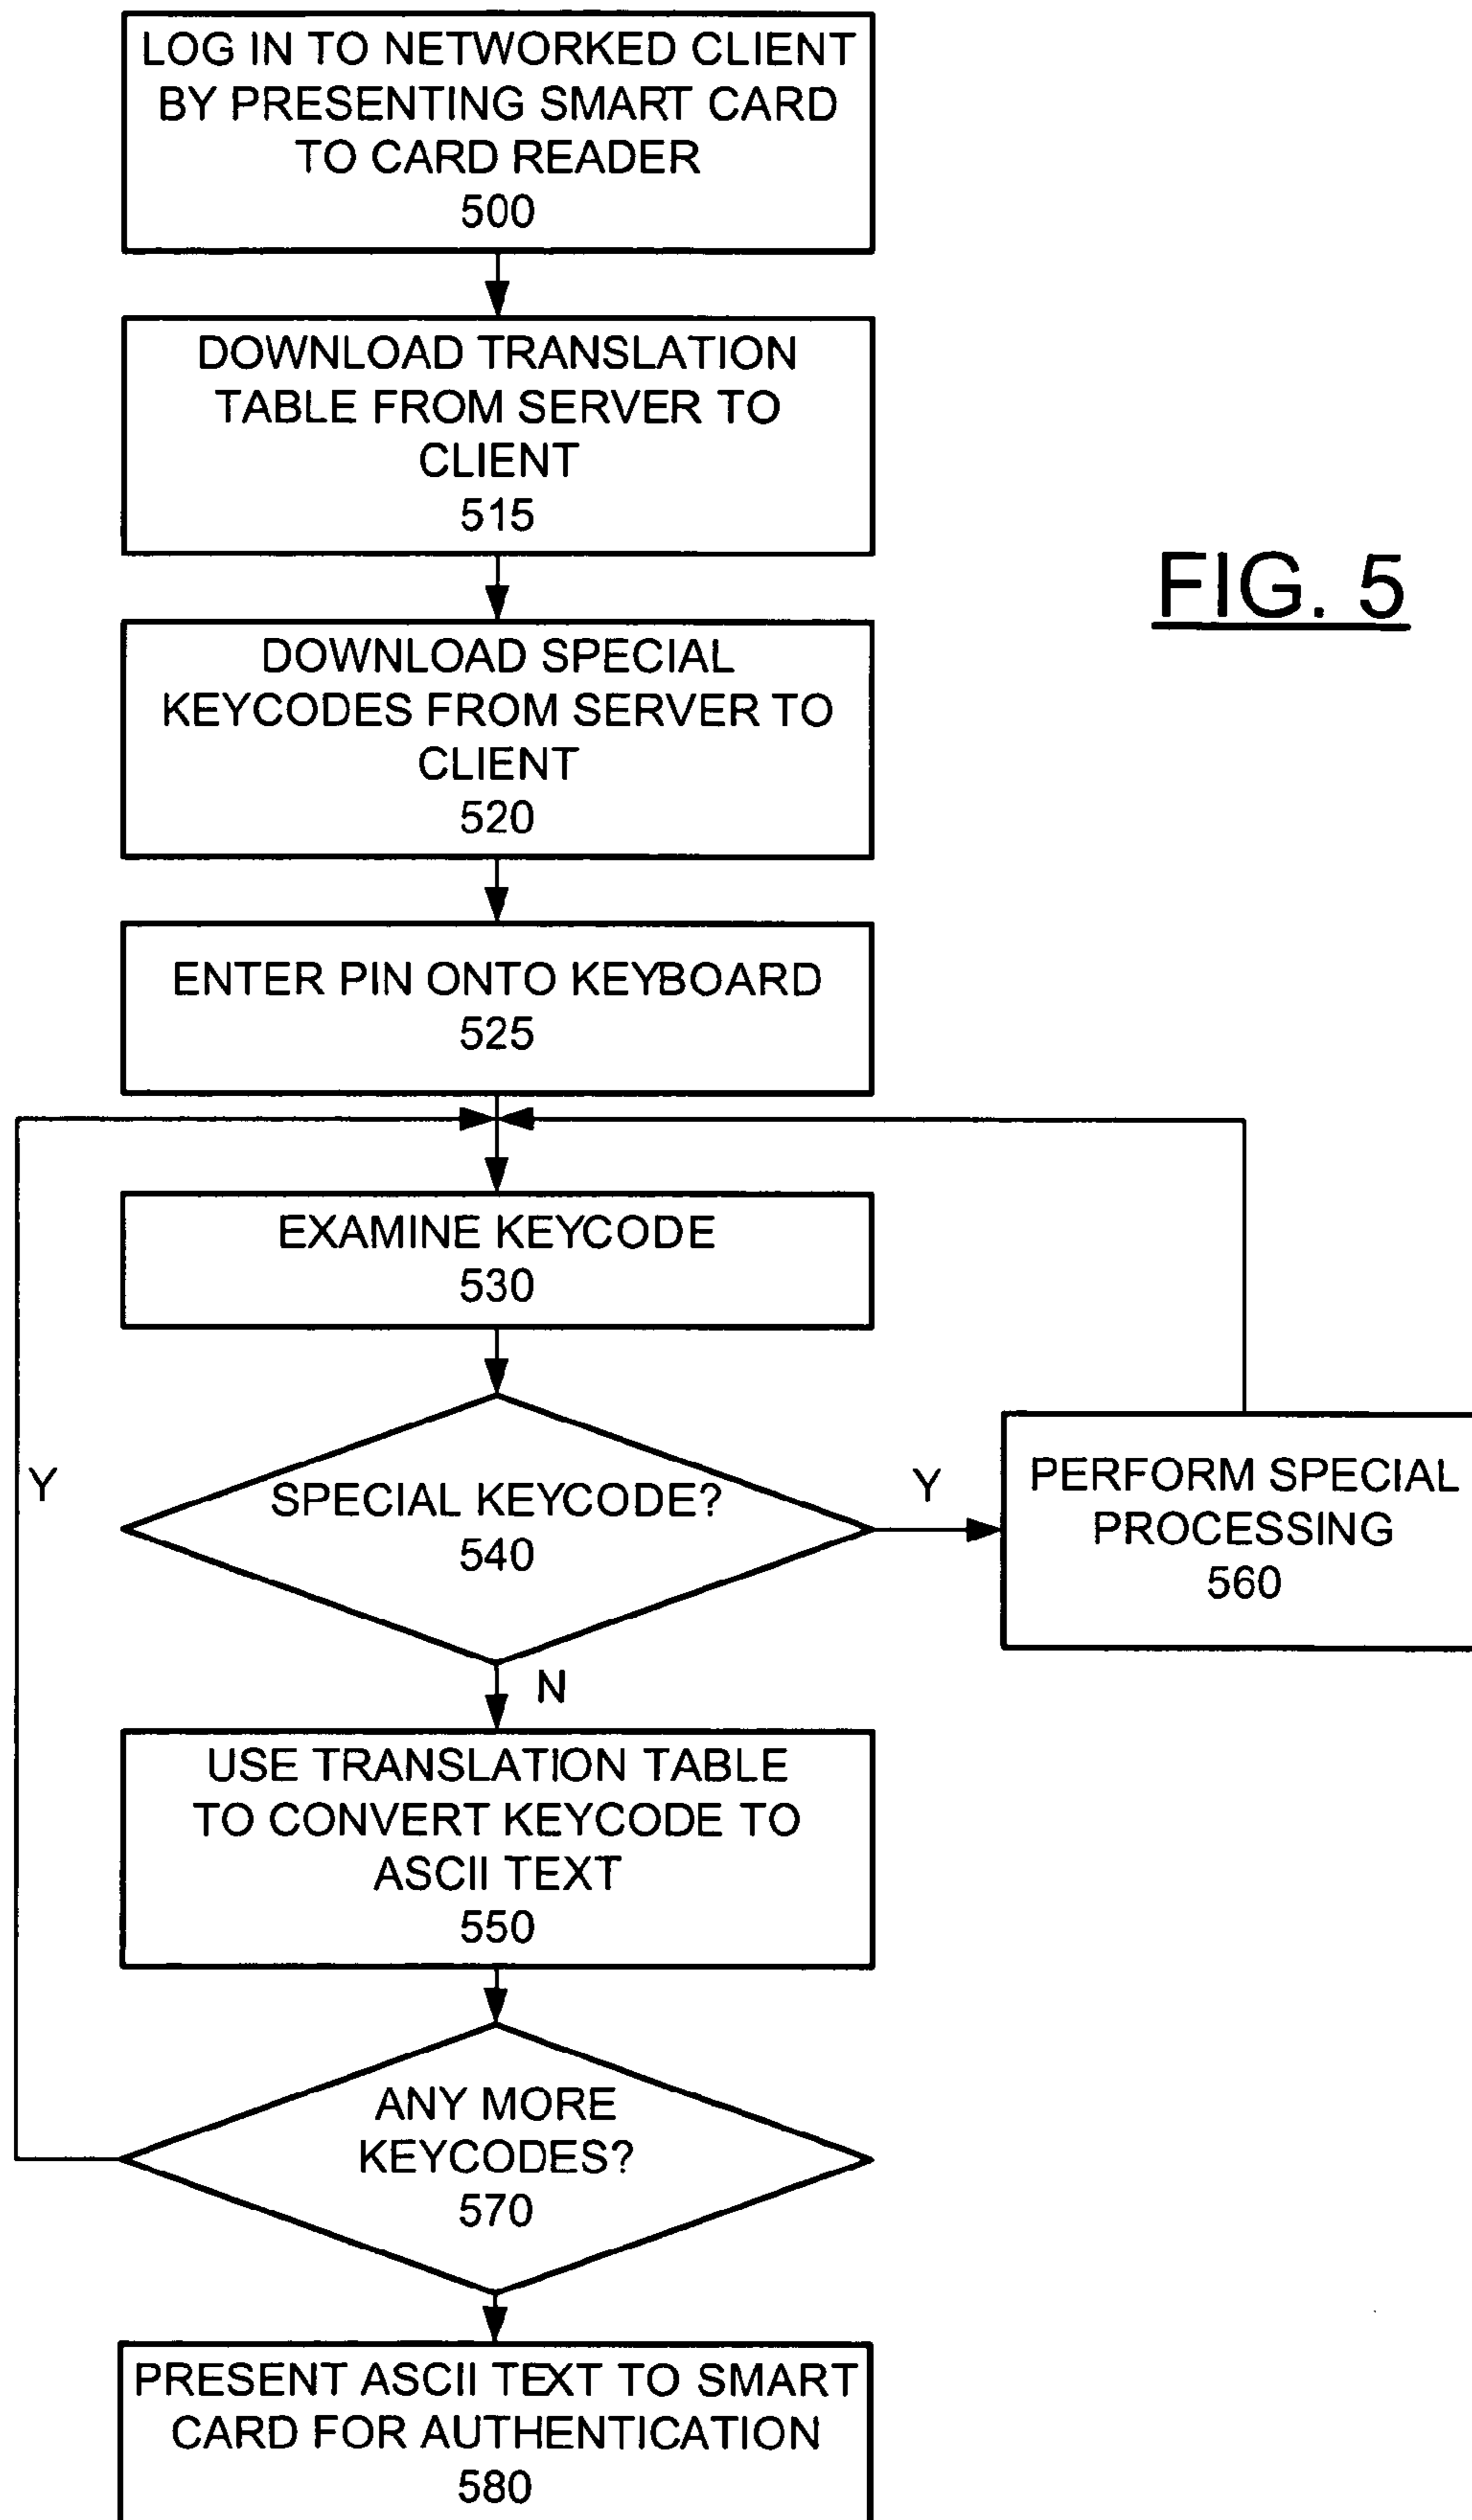 LOG IN TO NETWORKED CLIENT
BY PRESENTING SMART CARD
TO CARD READER
500
DOWNLOAD TRANSLATION
TABLE FROM SERVER TO
CLIENT
515
FIG. 5
DOWNLOAD SPECIAL
KEYCODES FROM SERVER TO
CLIENT
520
ENTER PIN ONTO KEYBOARD
525
EXAMINE KEYCODE
530
Y
SPECIAL KEYCODE?
540
Y
PERFORM SPECIAL
PROCESSING
560
N
USE TRANSLATION TABLE
TO CONVERT KEYCODE TO
ASCII TEXT
550
ANY MORE
KEYCODES?
570
PRESENT ASCII TEXT TO SMART
CARD FOR AUTHENTICATION
580